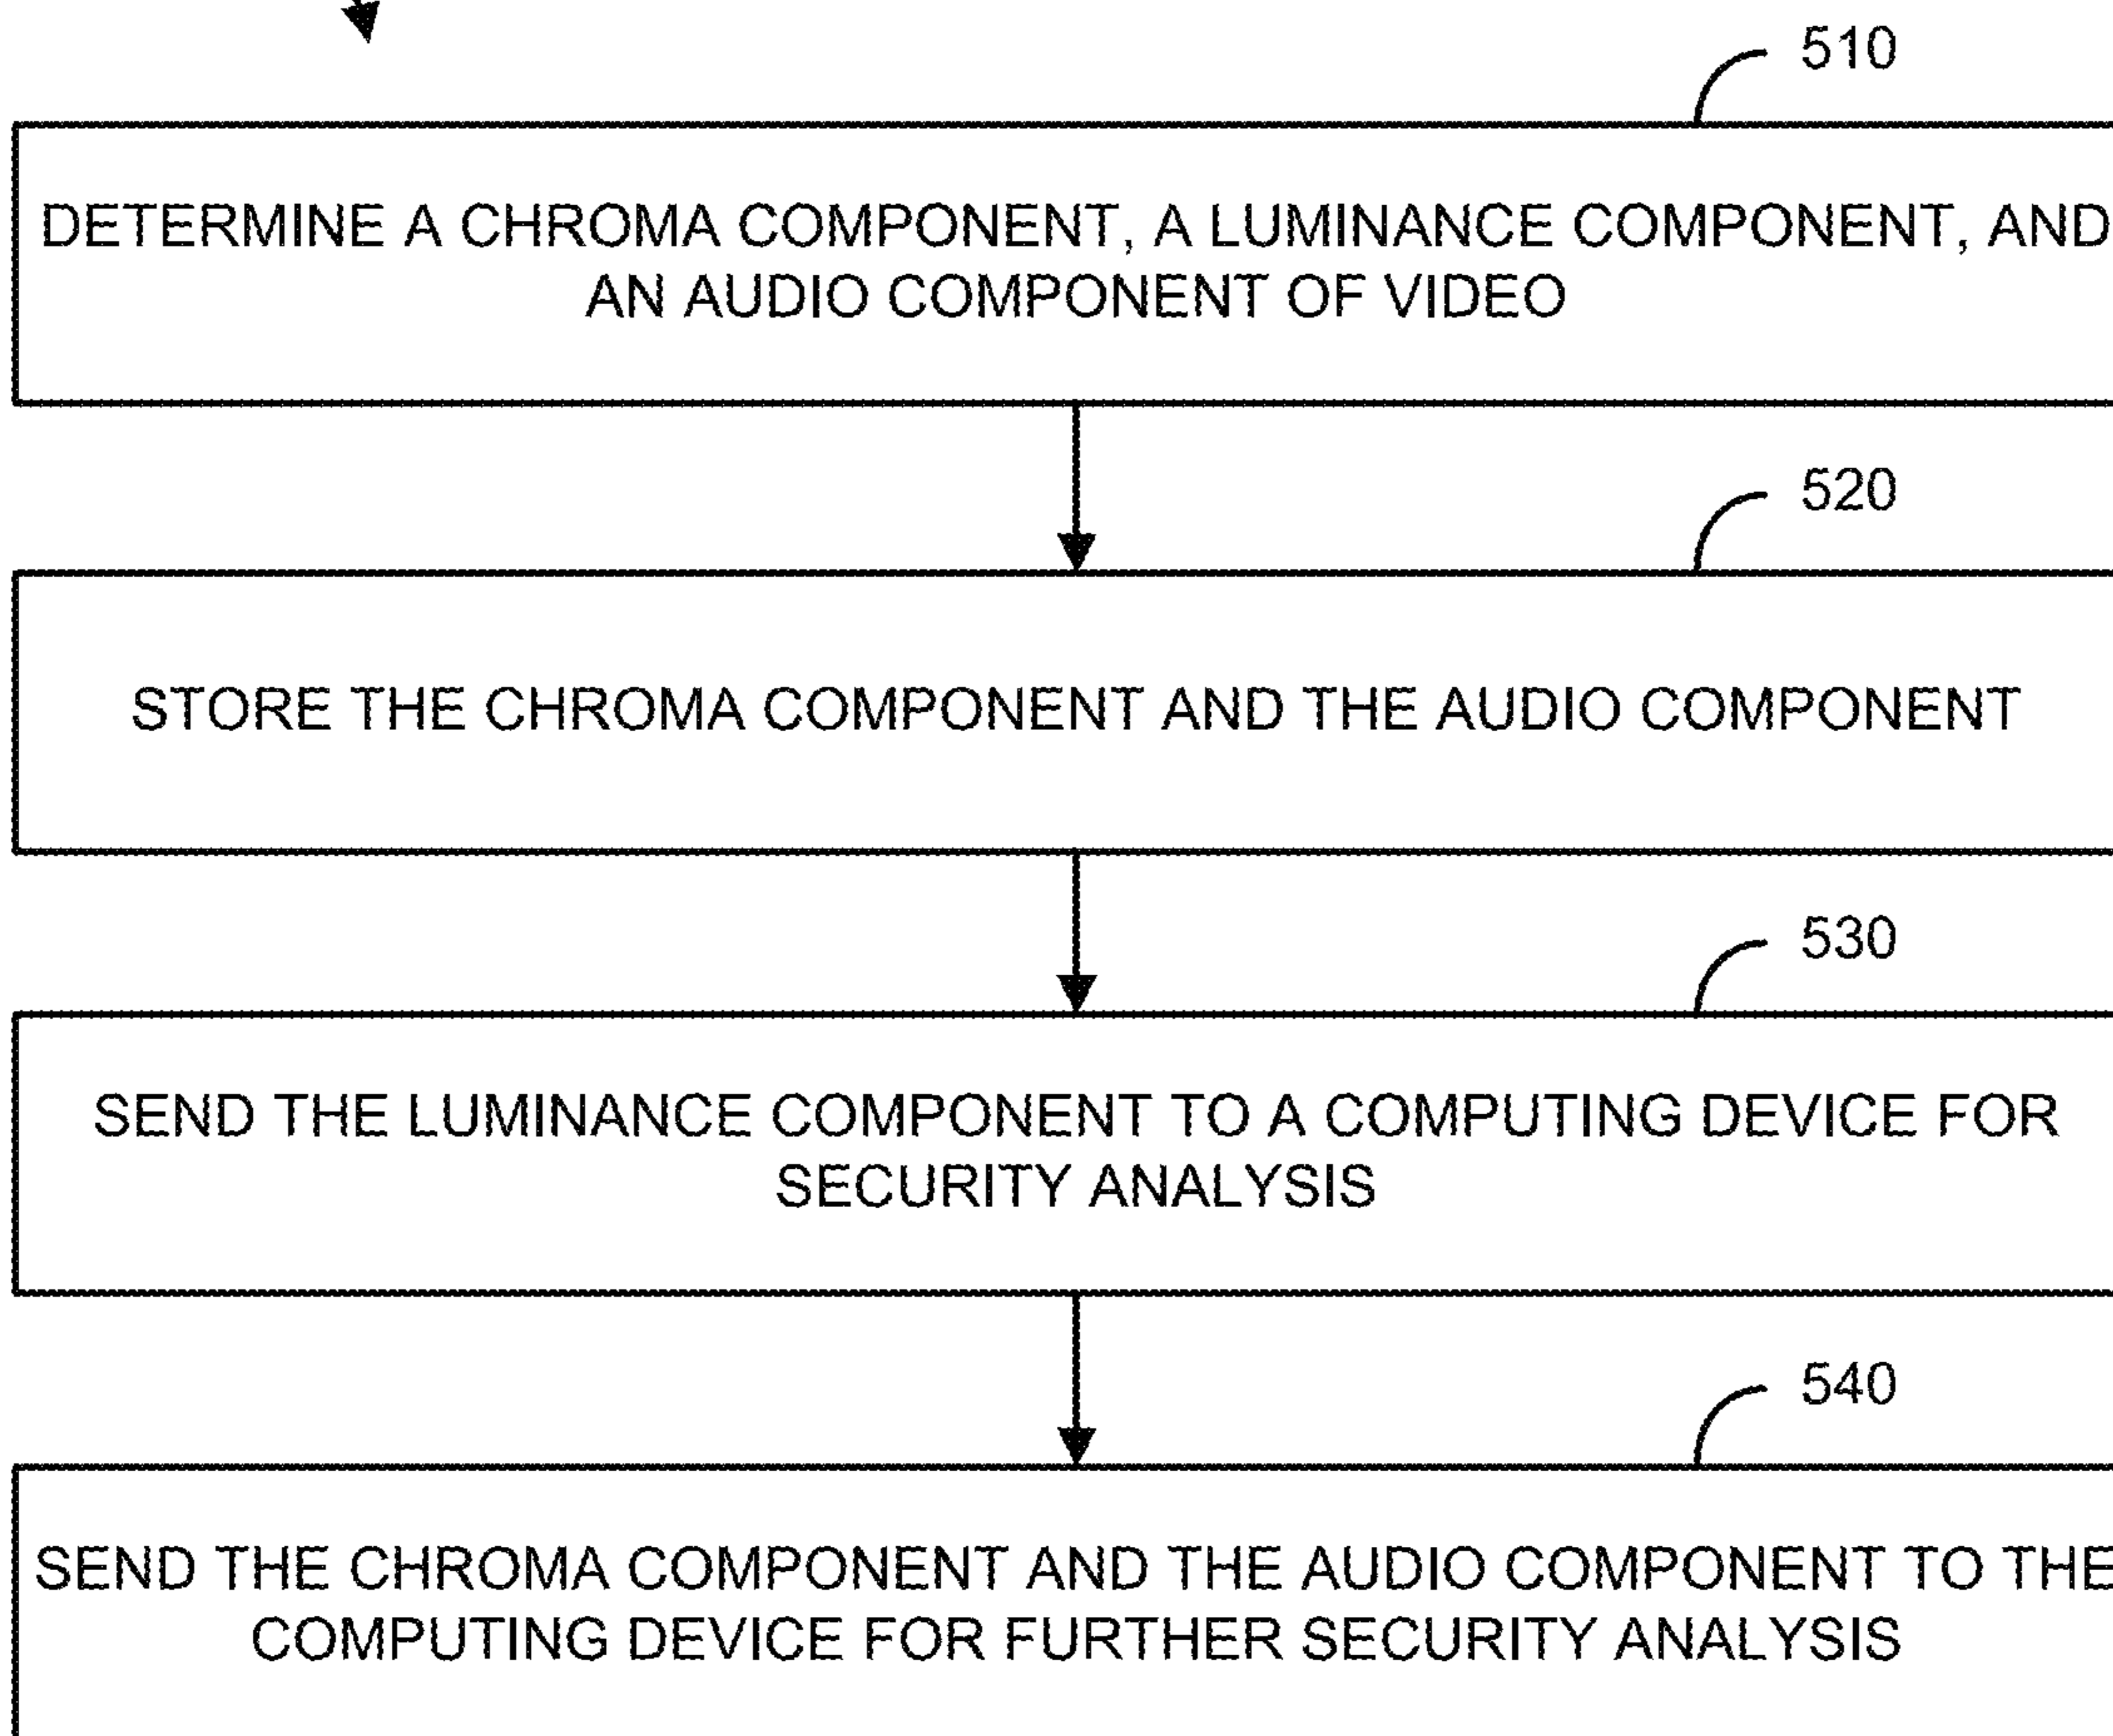 510
DETERMINE A CHROMA COMPONENT, A LUMINANCE COMPONENT, AND
AN AUDIO COMPONENT OF VIDEO
520
STORE THE CHROMA COMPONENT AND THE AUDIO COMPONENT
530
SEND THE LUMINANCE COMPONENT TO A COMPUTING DEVICE FOR
SECURITY ANALYSIS
540
SEND THE CHROMA COMPONENT AND THE AUDIO COMPONENT TO THE
COMPUTING DEVICE FOR FURTHER SECURITY ANALYSIS